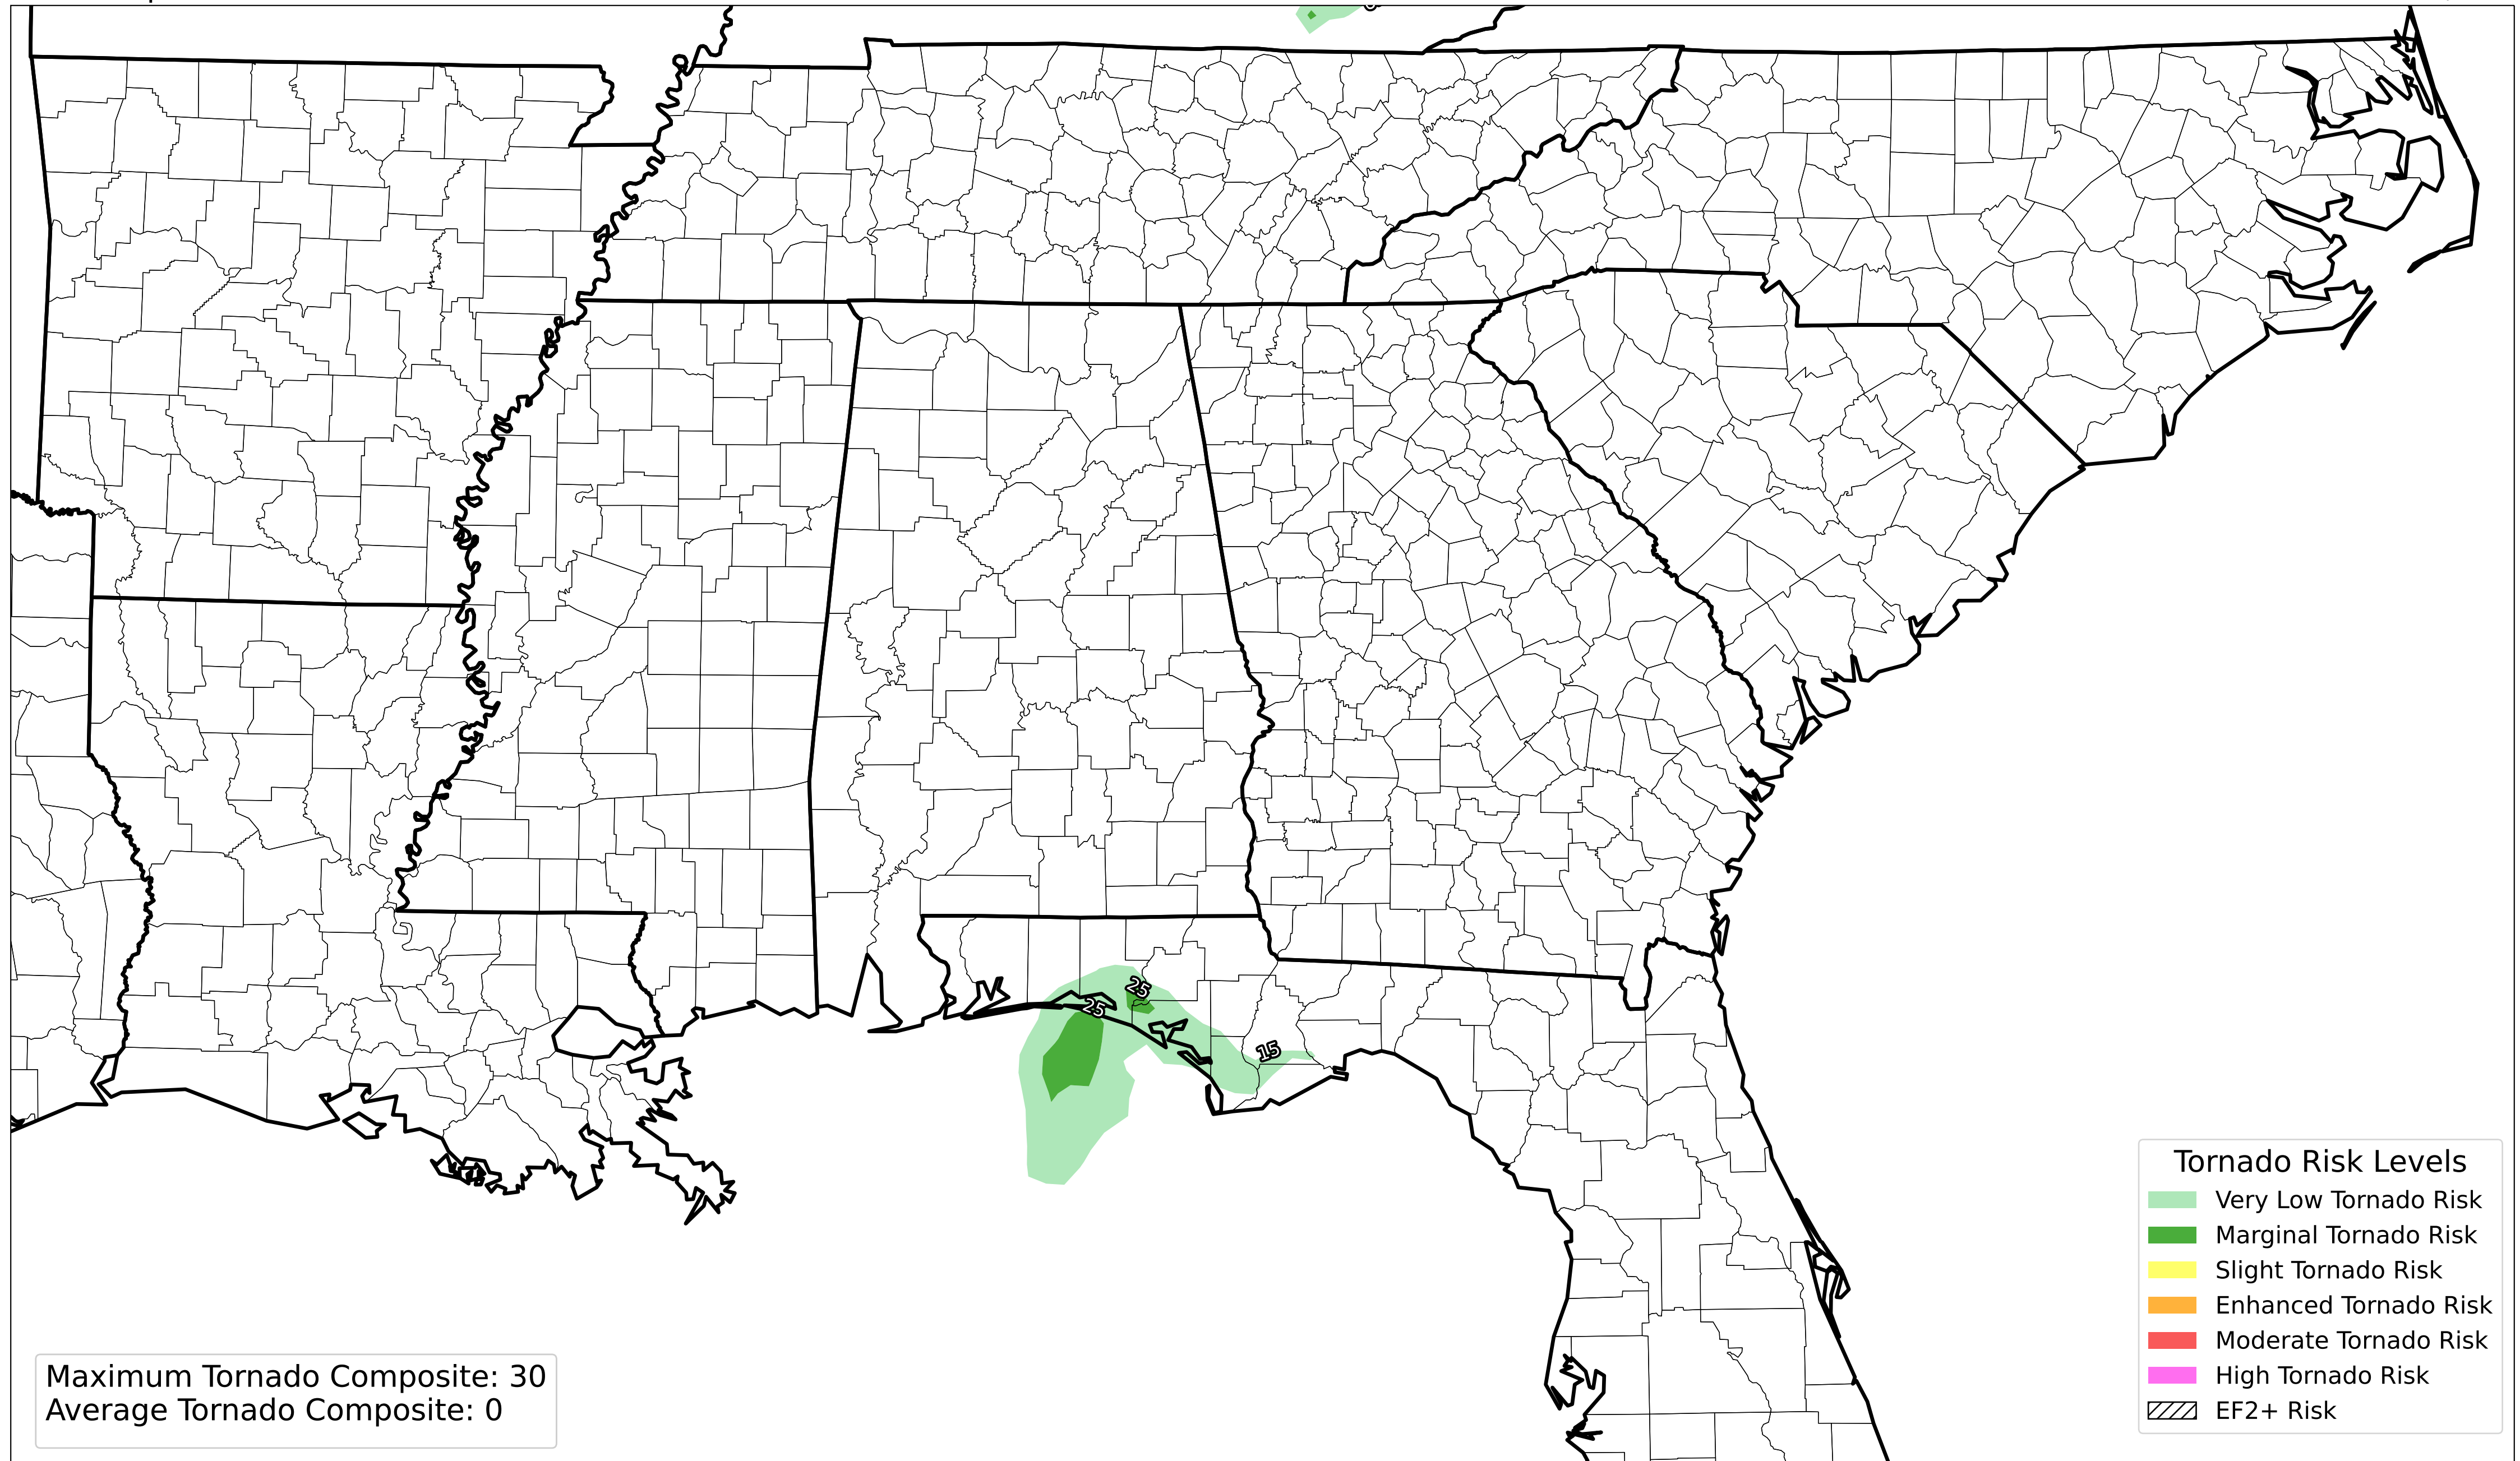 25
25
15
Tornado Risk Levels
Very Low Tornado Risk
Marginal Tornado Risk
Slight Tornado Risk
Enhanced Tornado Risk
Moderate Tornado Risk
High Tornado Risk
EF2+ Risk
Maximum Tornado Composite: 30
Average Tornado Composite: 0